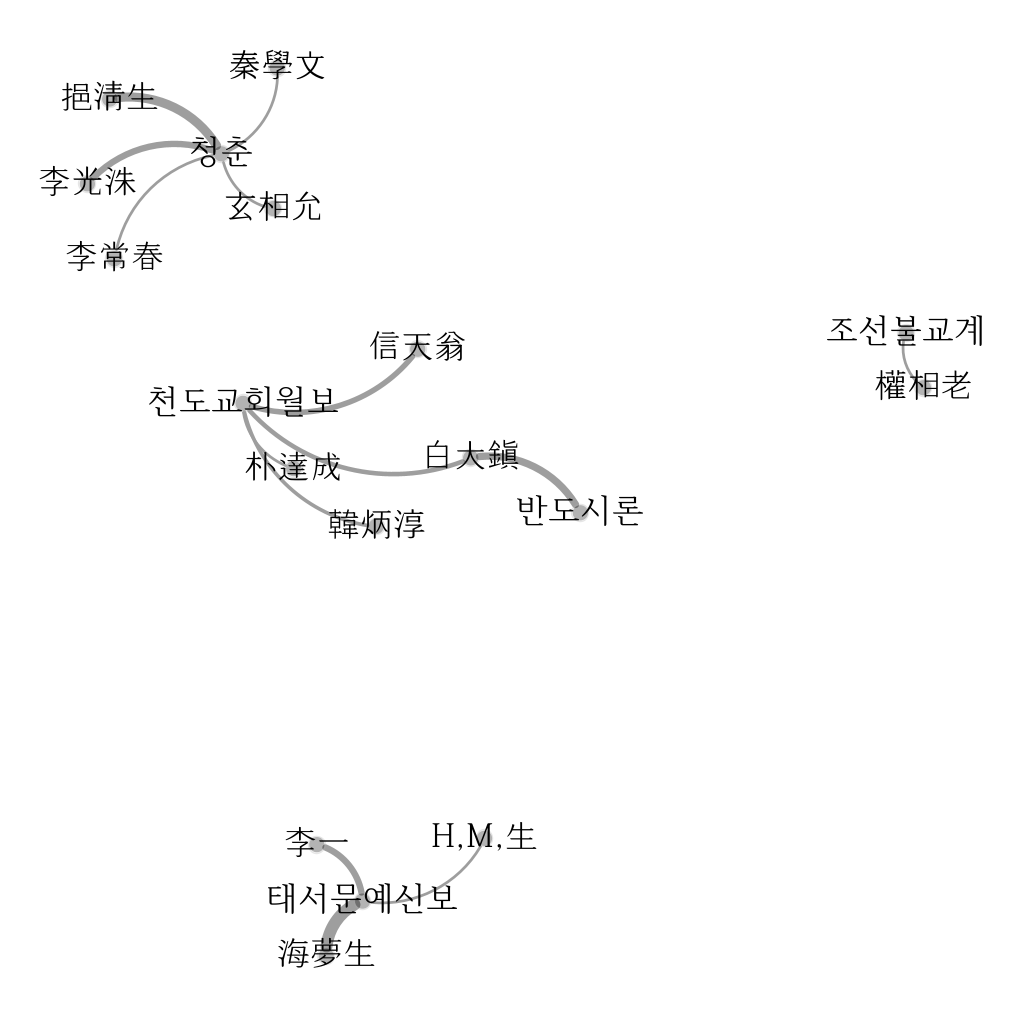 秦學文
挹淸生
청춘
李光洙
玄相允
李常春
조선불교계
信天翁
權相老
천도교회월보
白大鎭
朴達成
반도시론
韓炳淳
H,M,生
李一
태서문예신보
海夢生